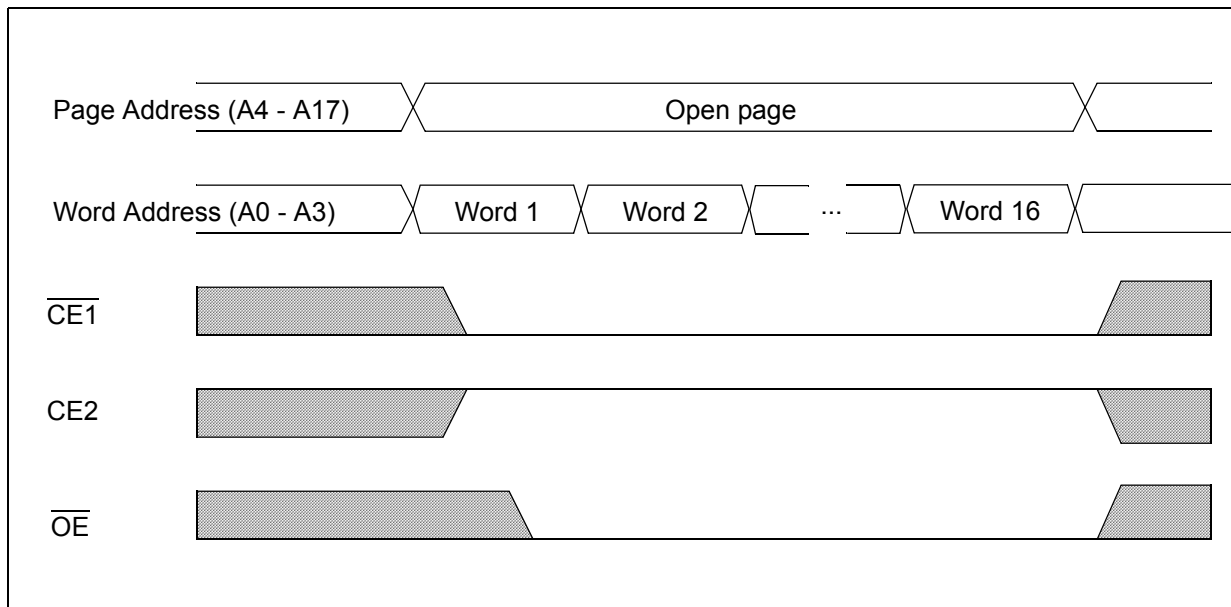 Page Address (A4 - A17)
Open page
Word Address (A0 - A3)
Word 1
Word 2
...
Word 16
CE1
CE2
OE